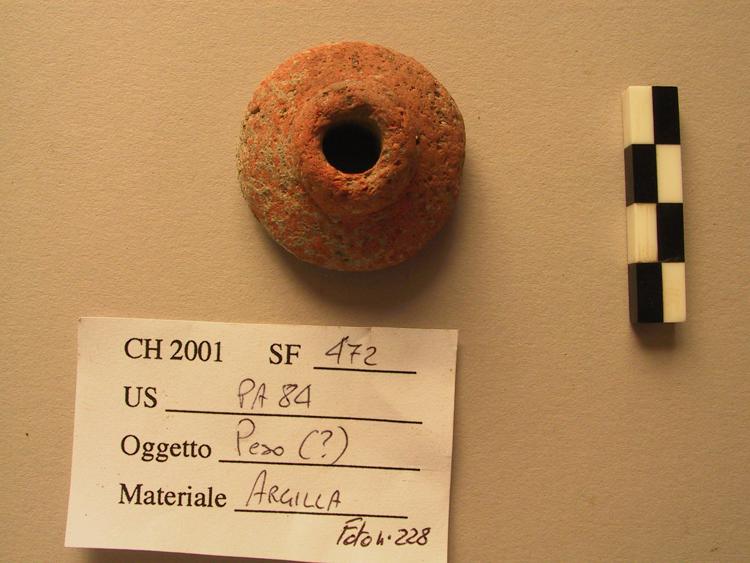 CH 2001 SF 472
US PA 84
Oggetto Peso (?)
Materiale ARGILLA
Foto n. 228